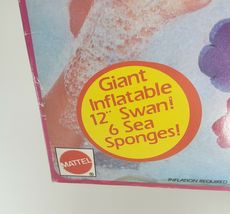 Giant
Inflatable
12" Swan!
6 Sea
Sponges!
MATTEL
®
INFLATION REQUIRED